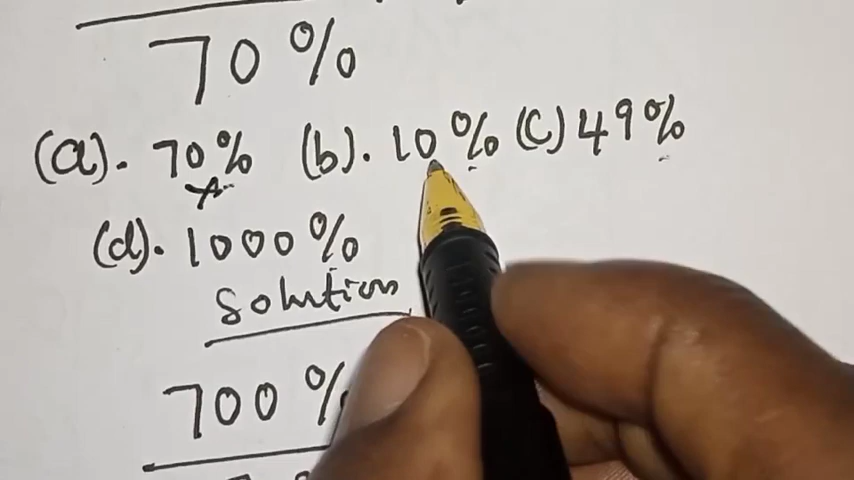 70%
(a). 70% (b). 10% (c) 49%
(d). 1000%
Solution
700%